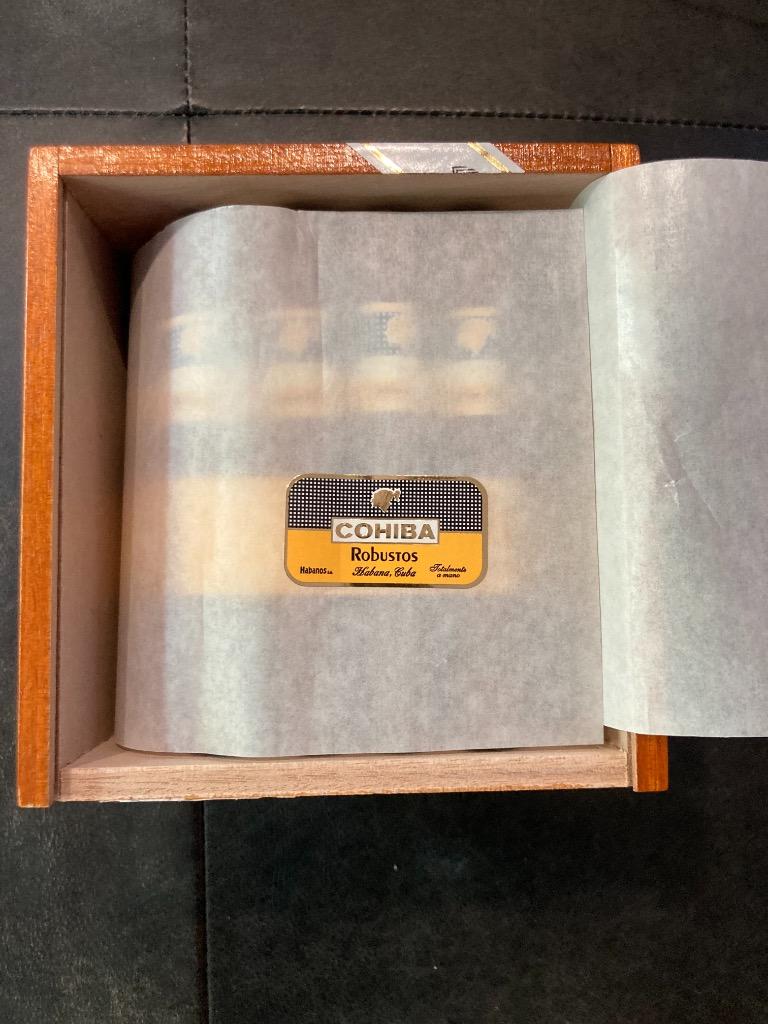 COHIBA
Robustos
Habanos s.a. Habana, Cuba Totalmente
a mano